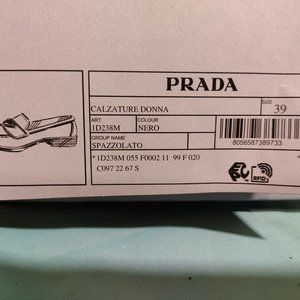 PRADA
CALZATURE DONNA
SIZE
39
ART.
1D238M
COLOUR
NERO
GROUP NAME
SPAZZOLATO
8056587389733
* 1D238M 055 F0002 11 99 F 020
C097 22 67 S
RFID